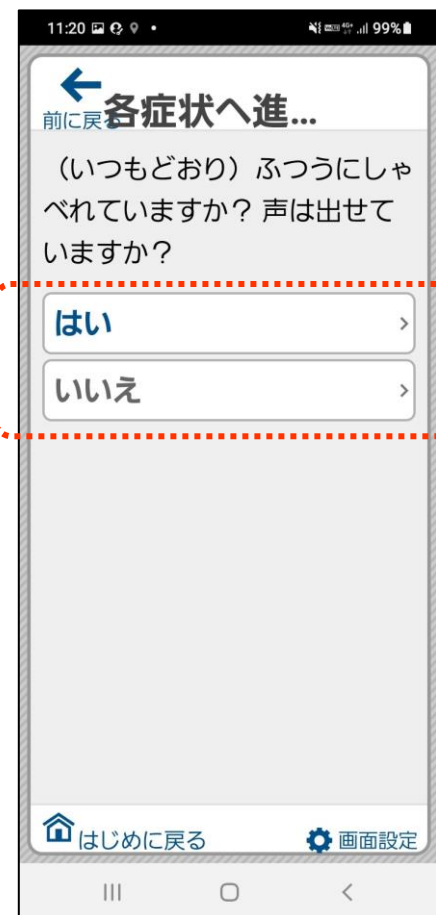 11:20 99%
前に戻る
各症状へ進...
（いつもどおり）ふつうにしゃ
べれていますか？ 声は出せて
いますか？
はい
いいえ
はじめに戻る 画面設定